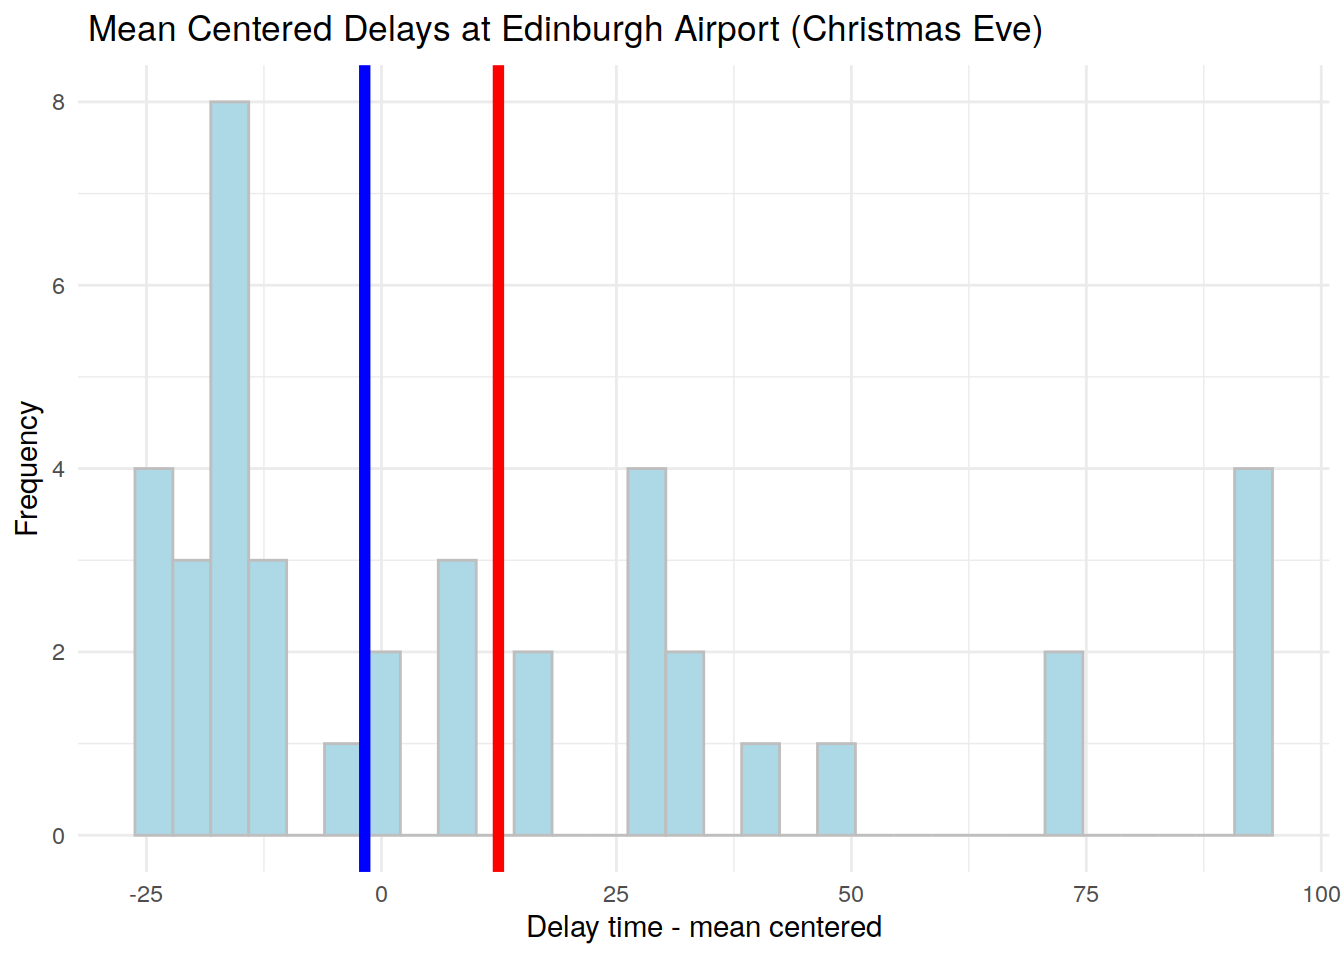 Mean Centered Delays at Edinburgh Airport (Christmas Eve)
8
6
4
2
0
Frequency
-25 0 25 50 75 100
Delay time - mean centered